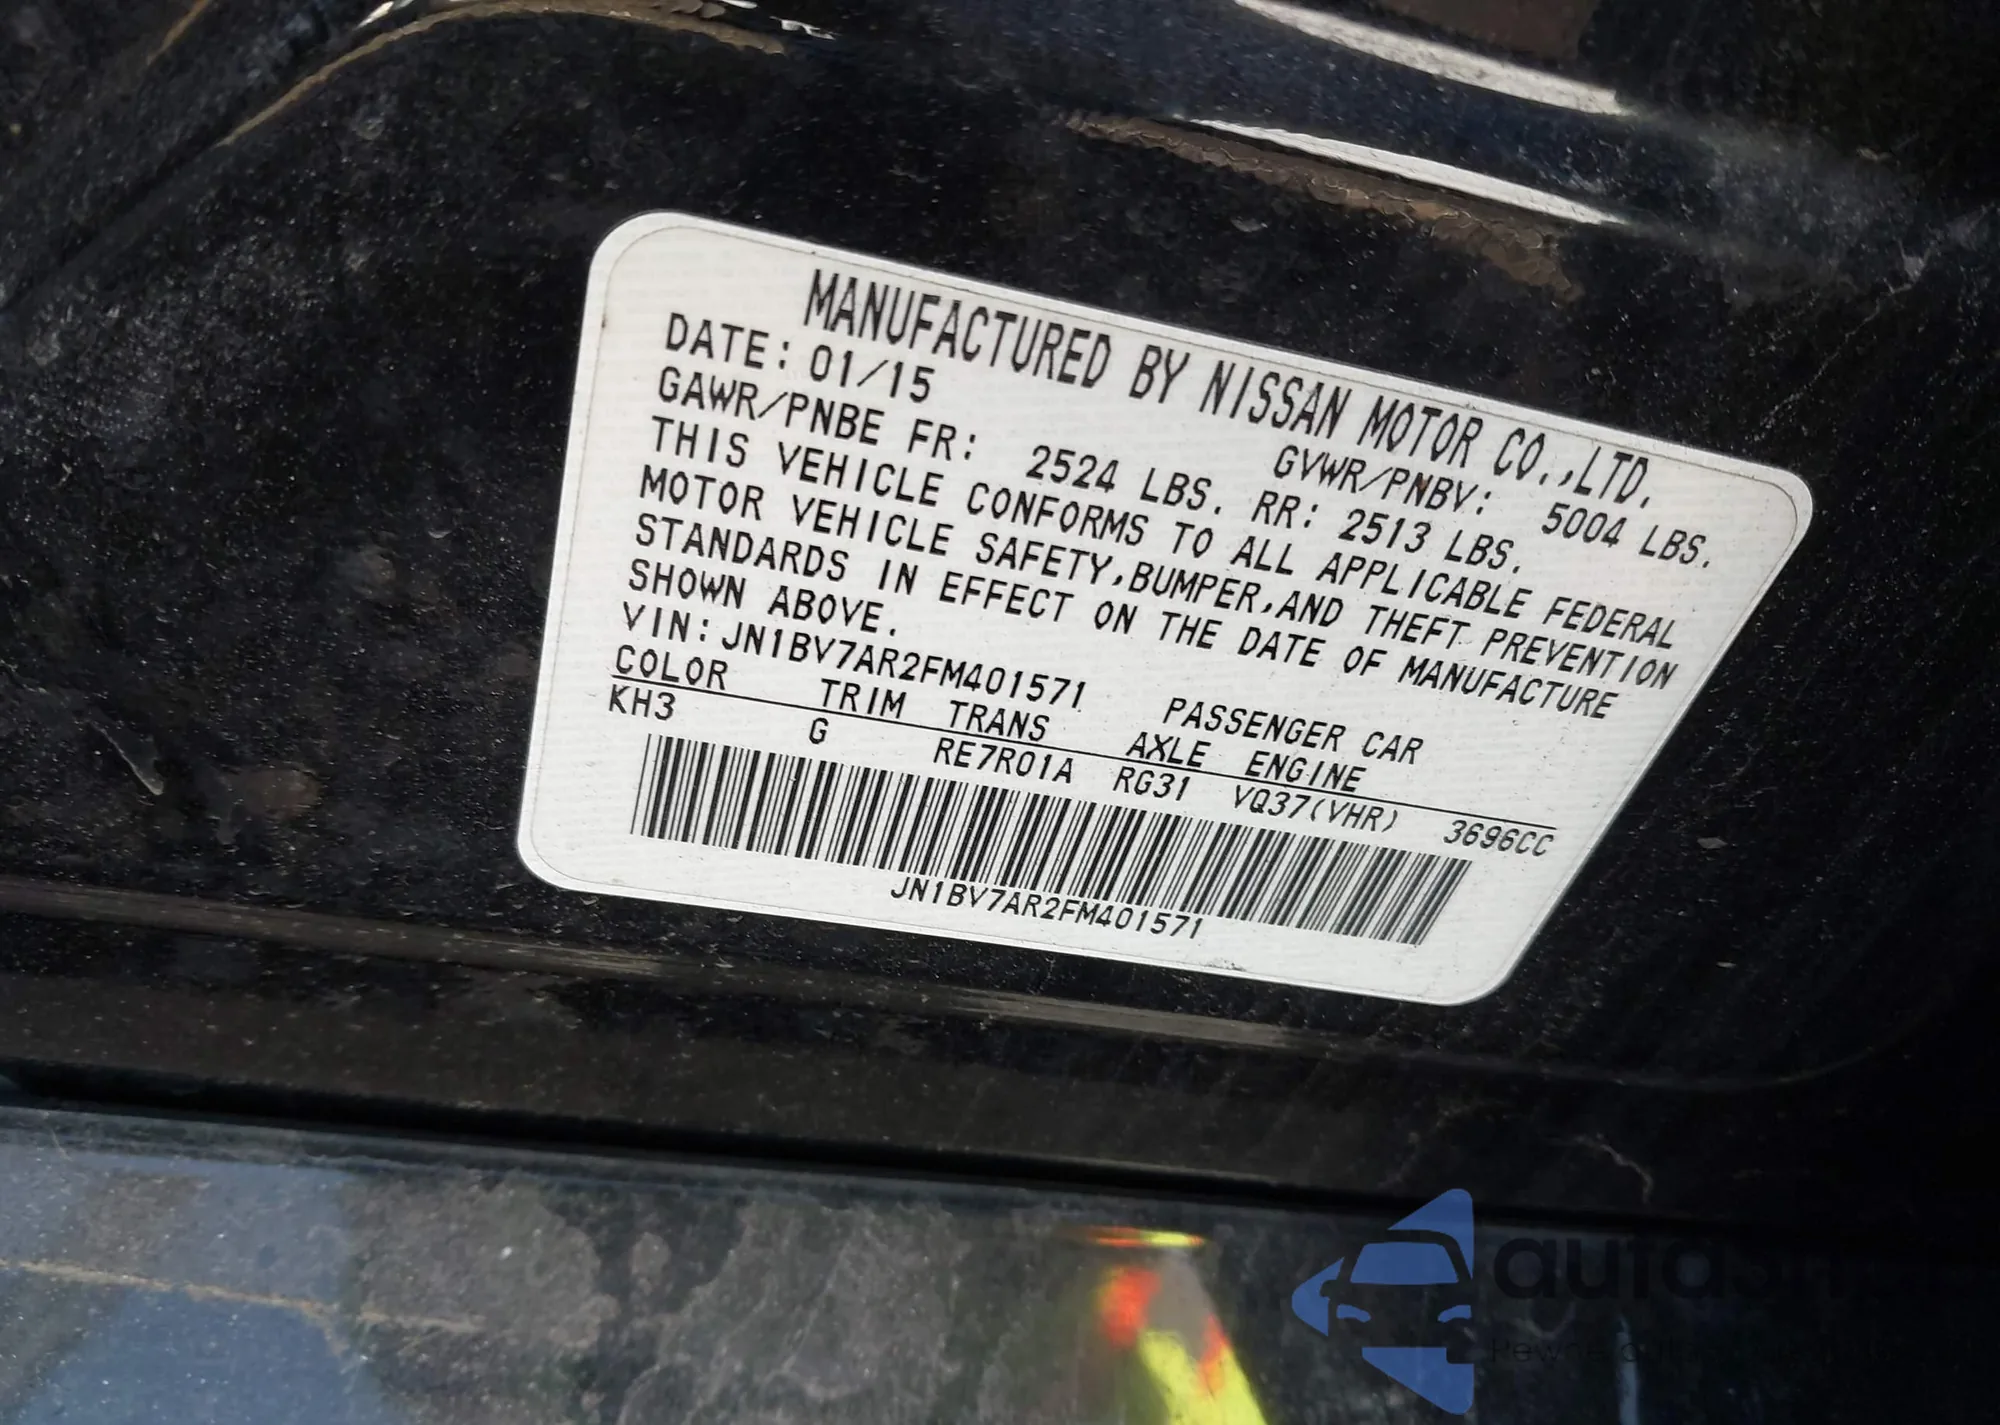 MANUFACTURED BY NISSAN MOTOR CO.,LTD.
DATE: 01/15 GVWR/PNBV: 5004 LBS.
GAWR/PNBE FR: 2524 LBS. RR: 2513 LBS.
THIS VEHICLE CONFORMS TO ALL APPLICABLE FEDERAL
MOTOR VEHICLE SAFETY,BUMPER,AND THEFT PREVENTION
STANDARDS IN EFFECT ON THE DATE OF MANUFACTURE
SHOWN ABOVE.
VIN:JN1BV7AR2FM401571 PASSENGER CAR
COLOR TRIM TRANS AXLE ENGINE
KH3 G RE7R01A RG31 VQ37(VHR) 3696CC
JN1BV7AR2FM401571